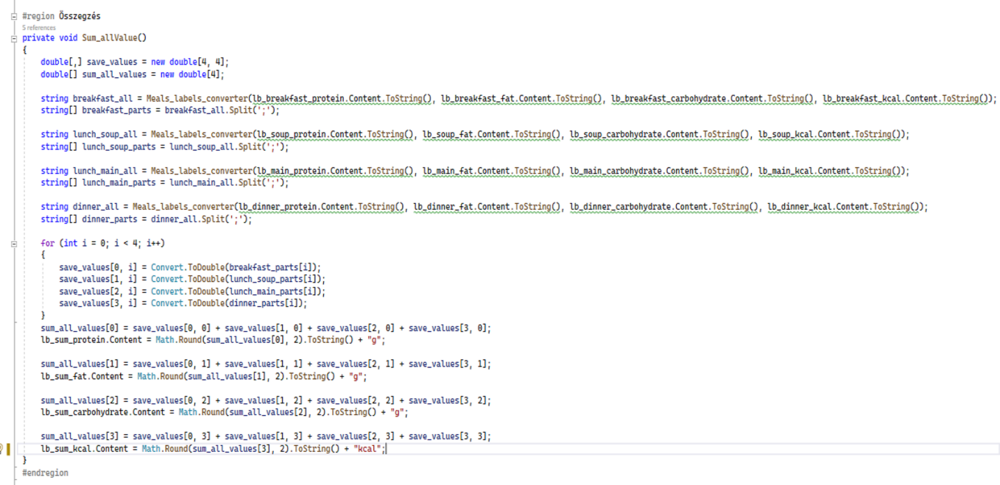 #region Összegzés
5 references
private void Sum_allValue()
{
double[,] save_values = new double[4, 4];
double[] sum_all_values = new double[4];
string breakfast_all = Meals_labels_converter(lb_breakfast_protein.Content.ToString(), lb_breakfast_fat.Content.ToString(), lb_breakfast_carbohydrate.Content.ToString(), lb_breakfast_kcal.Content.ToString());
string[] breakfast_parts = breakfast_all.Split(';');
string lunch_soup_all = Meals_labels_converter(lb_soup_protein.Content.ToString(), lb_soup_fat.Content.ToString(), lb_soup_carbohydrate.Content.ToString(), lb_soup_kcal.Content.ToString());
string[] lunch_soup_parts = lunch_soup_all.Split(';');
string lunch_main_all = Meals_labels_converter(lb_main_protein.Content.ToString(), lb_main_fat.Content.ToString(), lb_main_carbohydrate.Content.ToString(), lb_main_kcal.Content.ToString());
string[] lunch_main_parts = lunch_main_all.Split(';');
string dinner_all = Meals_labels_converter(lb_dinner_protein.Content.ToString(), lb_dinner_fat.Content.ToString(), lb_dinner_carbohydrate.Content.ToString(), lb_dinner_kcal.Content.ToString());
string[] dinner_parts = dinner_all.Split(';');
for (int i = 0; i < 4; i++)
{
save_values[0, i] = Convert.ToDouble(breakfast_parts[i]);
save_values[1, i] = Convert.ToDouble(lunch_soup_parts[i]);
save_values[2, i] = Convert.ToDouble(lunch_main_parts[i]);
save_values[3, i] = Convert.ToDouble(dinner_parts[i]);
}
sum_all_values[0] = save_values[0, 0] + save_values[1, 0] + save_values[2, 0] + save_values[3, 0];
lb_sum_protein.Content = Math.Round(sum_all_values[0], 2).ToString() + "g";
sum_all_values[1] = save_values[0, 1] + save_values[1, 1] + save_values[2, 1] + save_values[3, 1];
lb_sum_fat.Content = Math.Round(sum_all_values[1], 2).ToString() + "g";
sum_all_values[2] = save_values[0, 2] + save_values[1, 2] + save_values[2, 2] + save_values[3, 2];
lb_sum_carbohydrate.Content = Math.Round(sum_all_values[2], 2).ToString() + "g";
sum_all_values[3] = save_values[0, 3] + save_values[1, 3] + save_values[2, 3] + save_values[3, 3];
lb_sum_kcal.Content = Math.Round(sum_all_values[3], 2).ToString() + "kcal";
}
#endregion